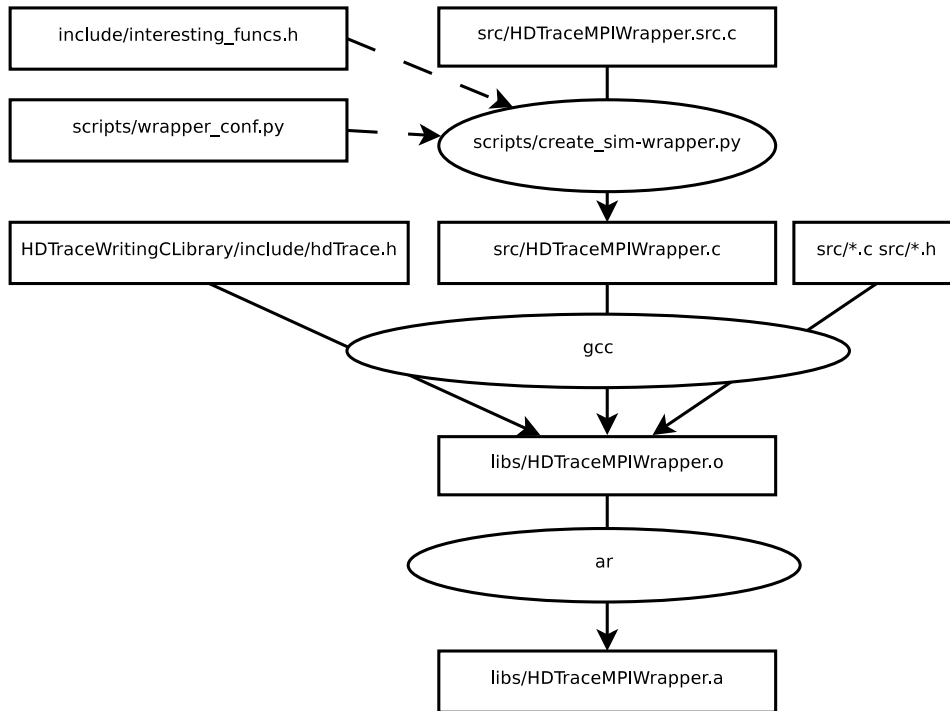 include/interesting_funcs.h
src/HDTraceMPIWrapper.src.c
scripts/wrapper_conf.py
scripts/create_sim-wrapper.py
HDTraceWritingCLibrary/include/hdTrace.h
src/HDTraceMPIWrapper.c
src/*.c src/*.h
gcc
libs/HDTraceMPIWrapper.o
ar
libs/HDTraceMPIWrapper.a